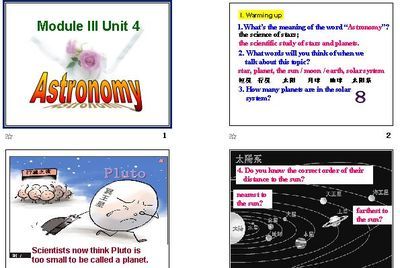 Module III Unit 4
Astronomy
1
1. Warming up
1. What's the meaning of the word "Astronomy"?
the science of stars;
the scientific study of stars and planets.
2. What words will you think of when we
talk about this topic?
star, planet, the sun / moon / earth, solar system
恒星 行星 太阳 月球 地球 太阳系
3. How many planets are in the solar
system?
8
2
Pluto
冥王星
Scientists now think Pluto is
too small to be called a planet.
太陽系
4. Do you know the correct order of their
distance to the sun?
nearest to
the sun?
farthest to
the sun?